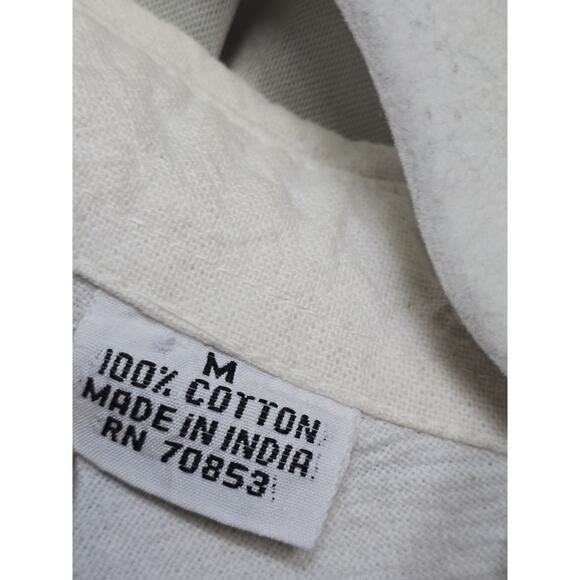 M
100% COTTON
MADE iN INDIA
RN 70853